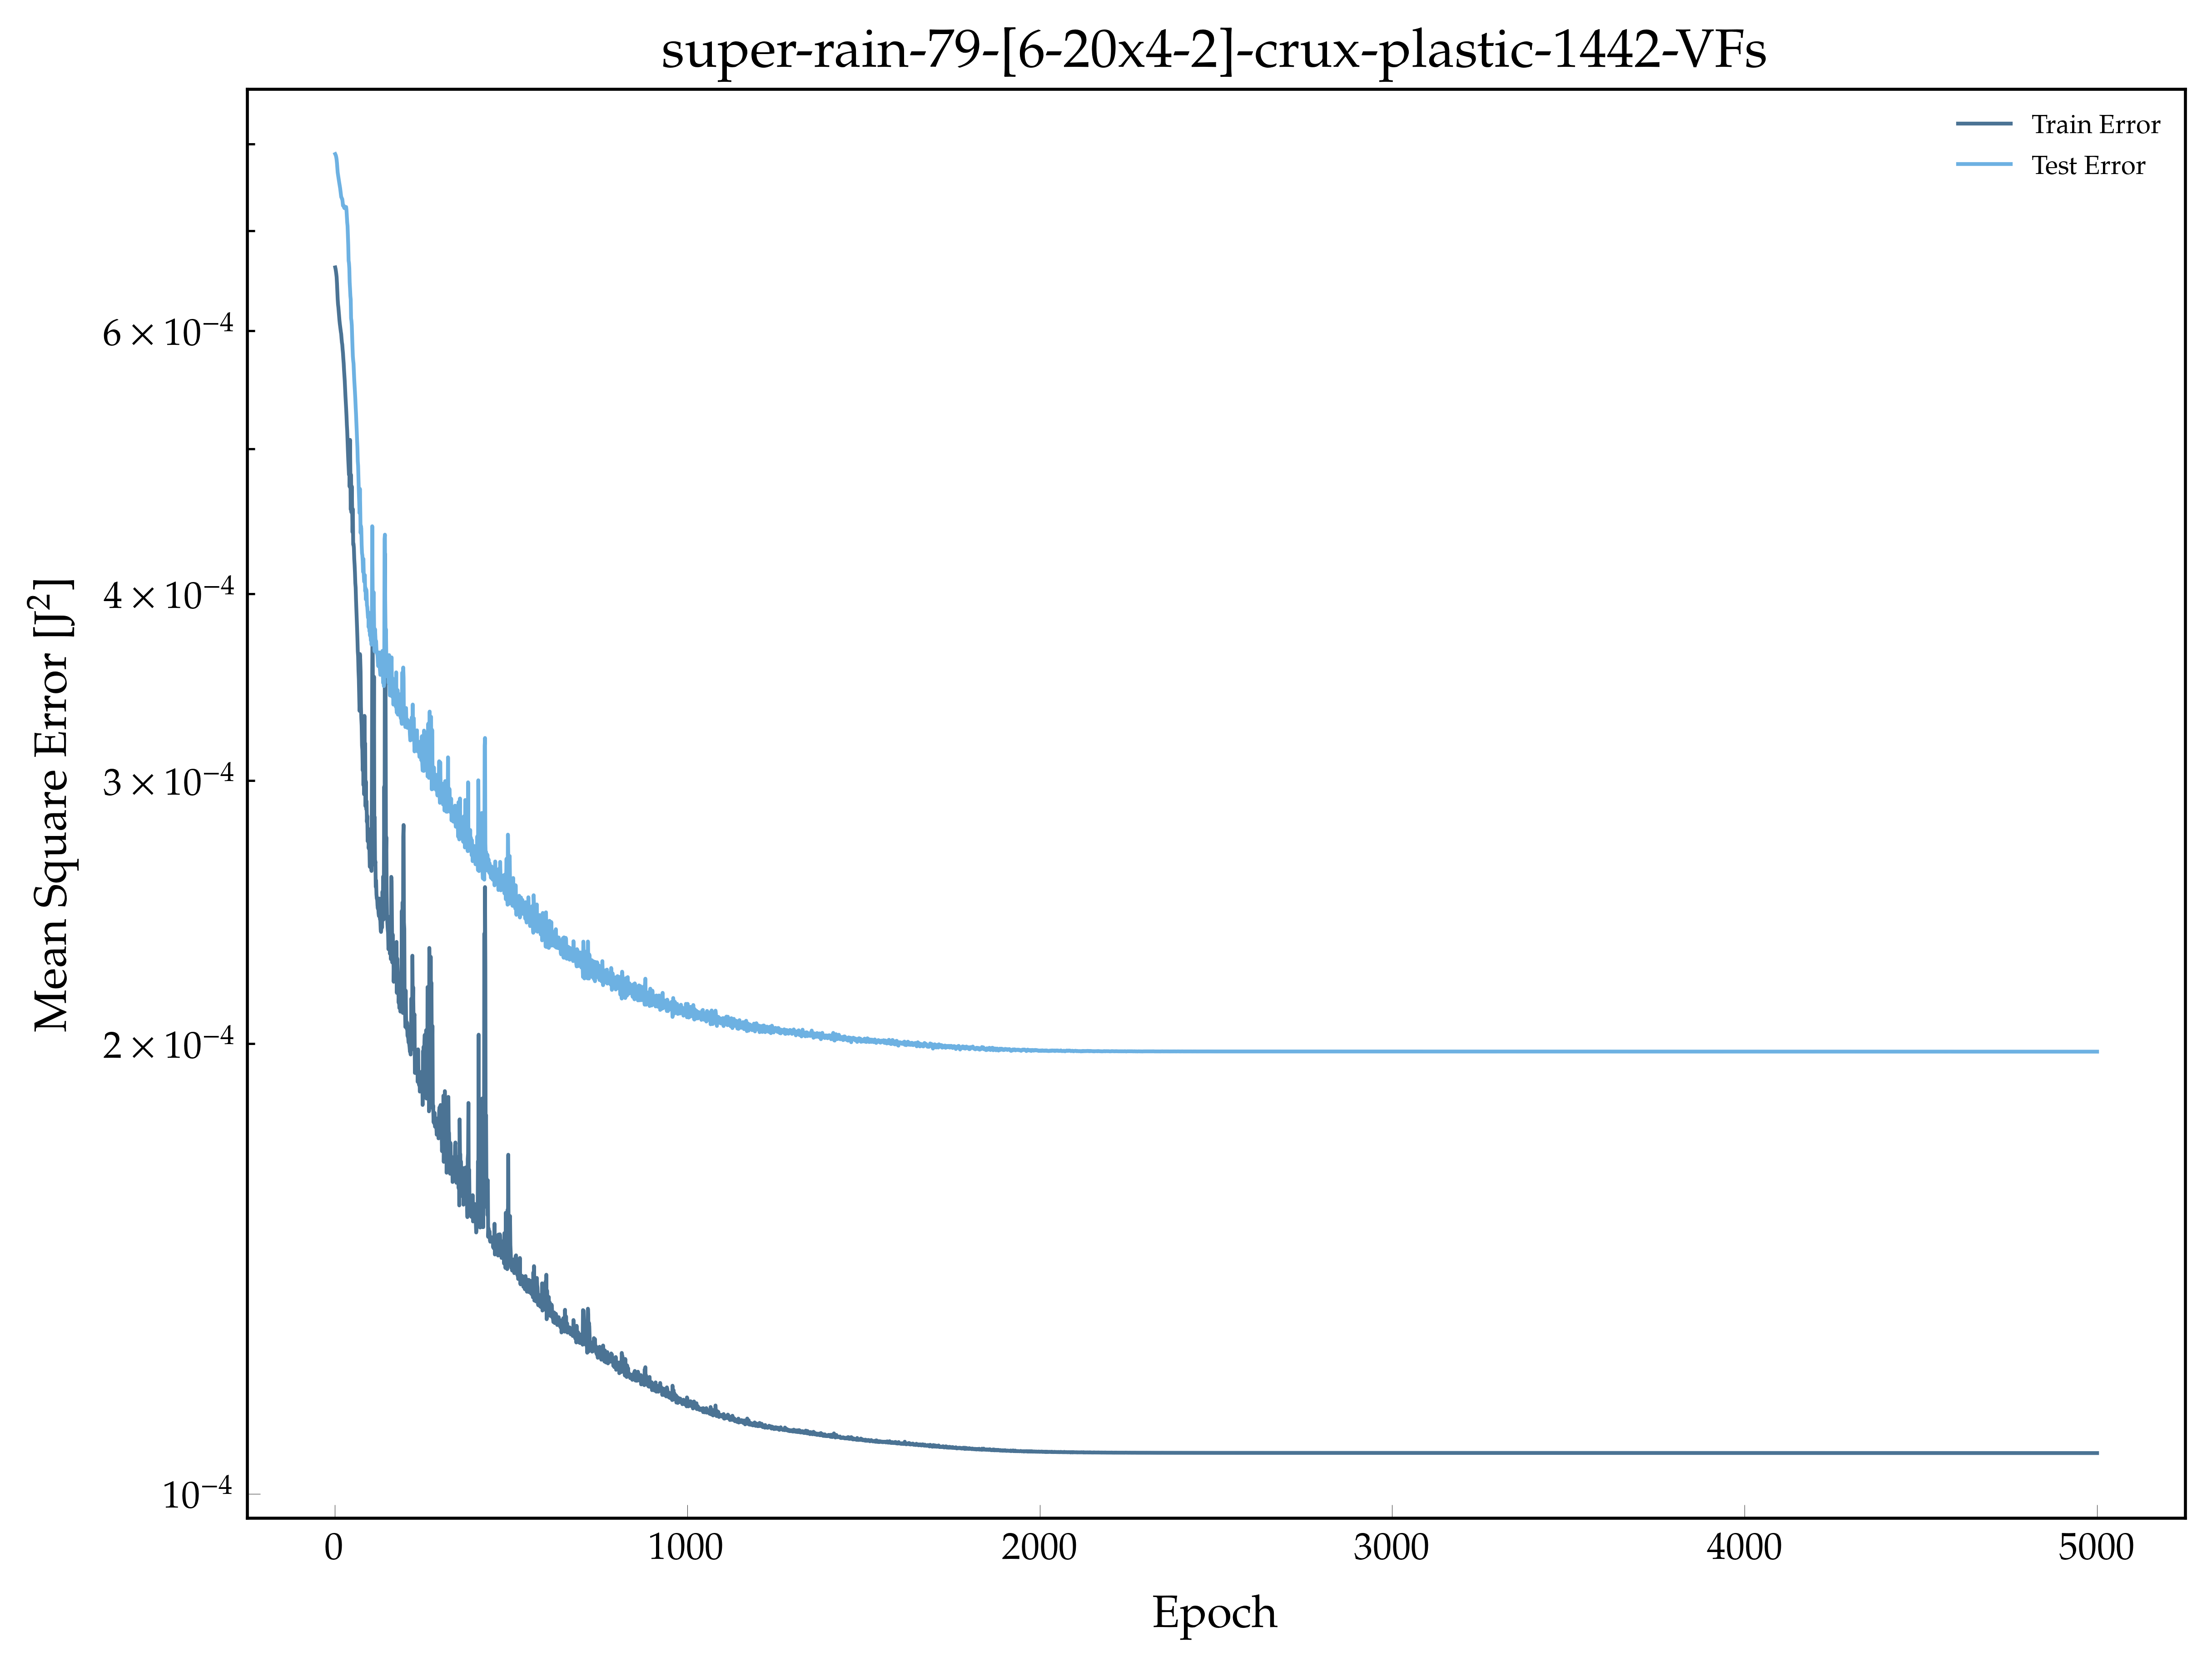 super-rain-79-[6-20x4-2]-crux-plastic-1442-VFs
Train Error
Test Error
6 × 10⁻⁴
4 × 10⁻⁴
3 × 10⁻⁴
2 × 10⁻⁴
10⁻⁴
Mean Square Error [J²]
0 1000 2000 3000 4000 5000
Epoch